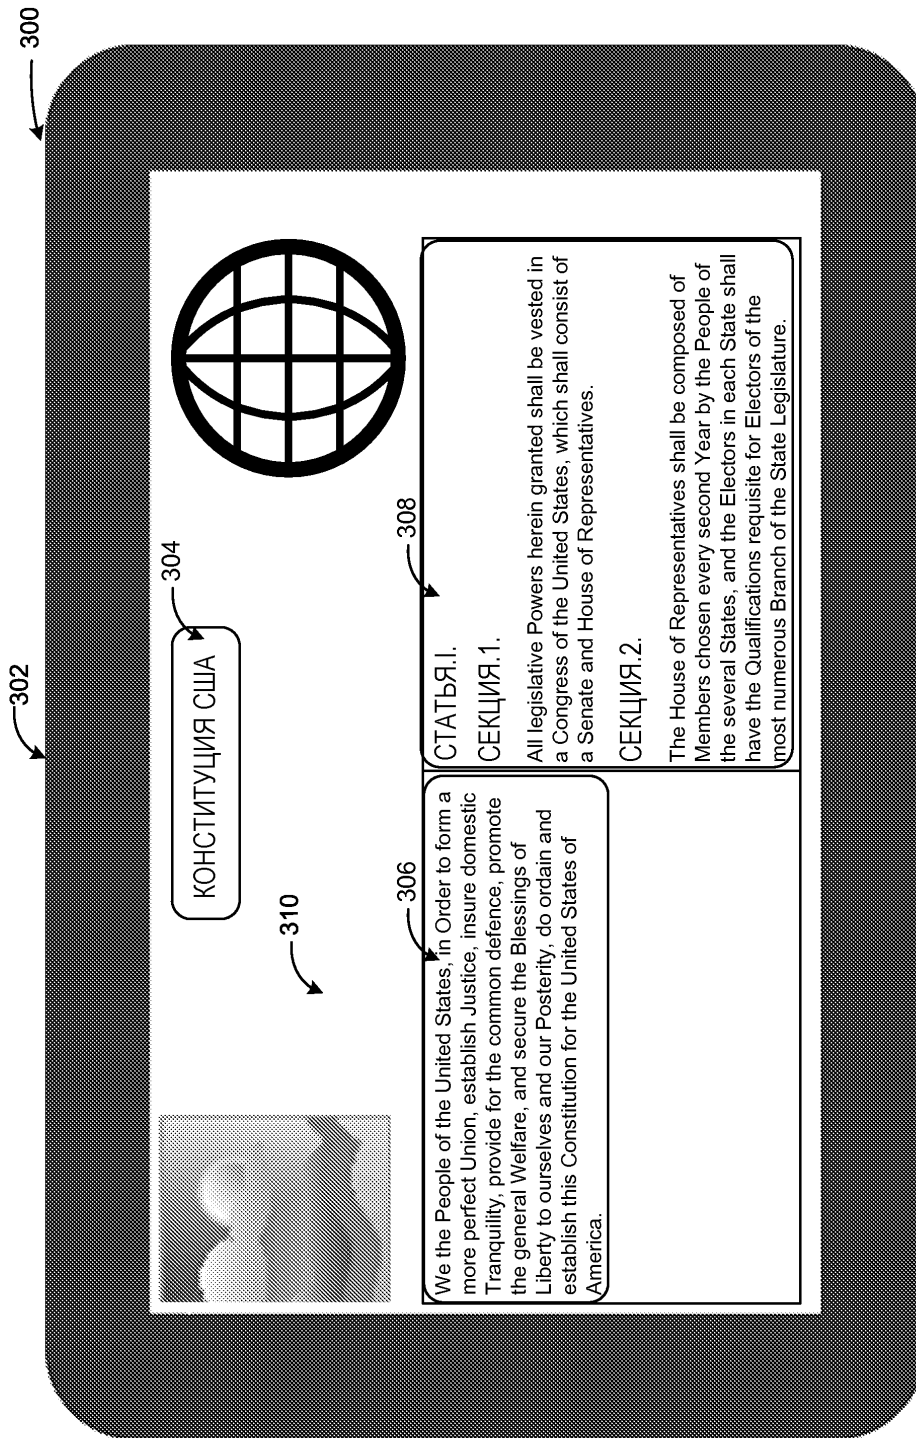 300
302
304
КОНСТИТУЦИЯ США
310
306
We the People of the United States, in Order to form a
more perfect Union, establish Justice, insure domestic
Tranquility, provide for the common defence, promote
the general Welfare, and secure the Blessings of
Liberty to ourselves and our Posterity, do ordain and
establish this Constitution for the United States of
America.
308
СТАТЬЯ.I.
СЕКЦИЯ.1.
All legislative Powers herein granted shall be vested in
a Congress of the United States, which shall consist of
a Senate and House of Representatives.
СЕКЦИЯ.2.
The House of Representatives shall be composed of
Members chosen every second Year by the People of
the several States, and the Electors in each State shall
have the Qualifications requisite for Electors of the
most numerous Branch of the State Legislature.